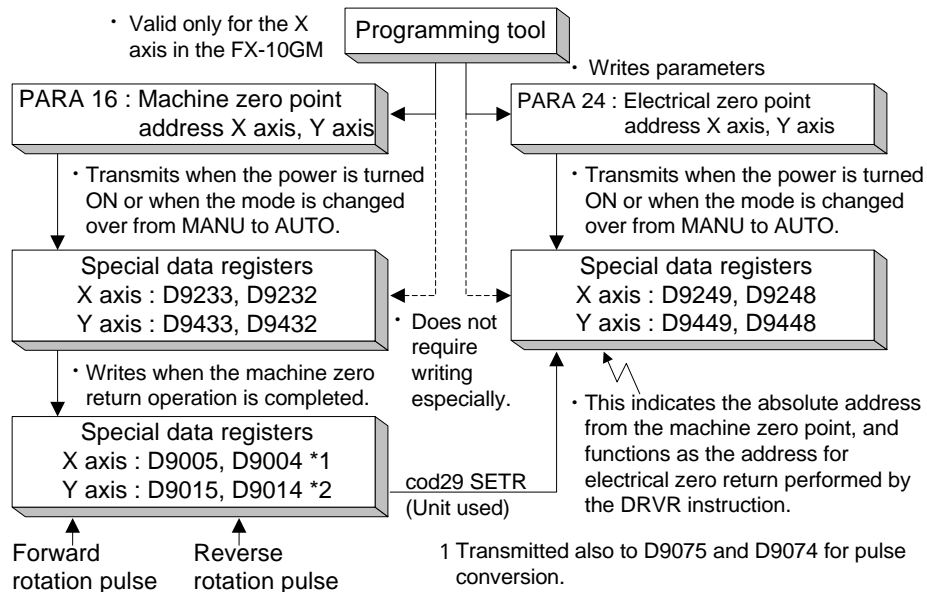 ・ Valid only for the X
axis in the FX-10GM
Programming tool
・ Writes parameters
PARA 16 : Machine zero point
address X axis, Y axis
PARA 24 : Electrical zero point
address X axis, Y axis
・ Transmits when the power is turned
ON or when the mode is changed
over from MANU to AUTO.
・ Transmits when the power is turned
ON or when the mode is changed
over from MANU to AUTO.
Special data registers
X axis : D9233, D9232
Y axis : D9433, D9432
Special data registers
X axis : D9249, D9248
Y axis : D9449, D9448
・ Does not
require
writing
especially.
・ Writes when the machine zero
return operation is completed.
・ This indicates the absolute address
from the machine zero point, and
functions as the address for
electrical zero return performed by
the DRVR instruction.
Special data registers
X axis : D9005, D9004 *1
Y axis : D9015, D9014 *2
cod29 SETR
(Unit used)
Forward
rotation pulse
Reverse
rotation pulse
1 Transmitted also to D9075 and D9074 for pulse
conversion.